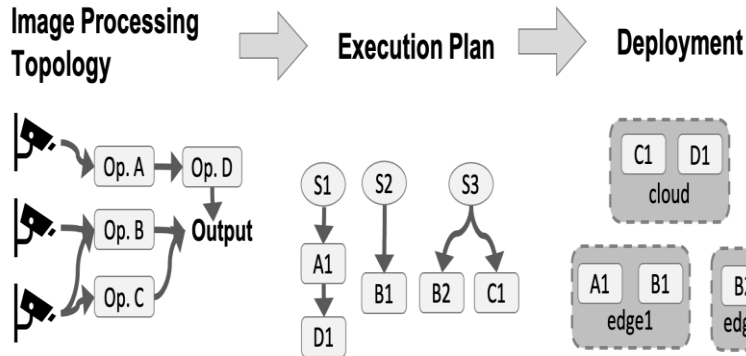 Image Processing
Topology
Execution Plan
Deployment
Op. A
Op. D
Op. B
Output
Op. C
S1
S2
S3
A1
B1
B2
C1
D1
C1
D1
cloud
A1
B1
edge1